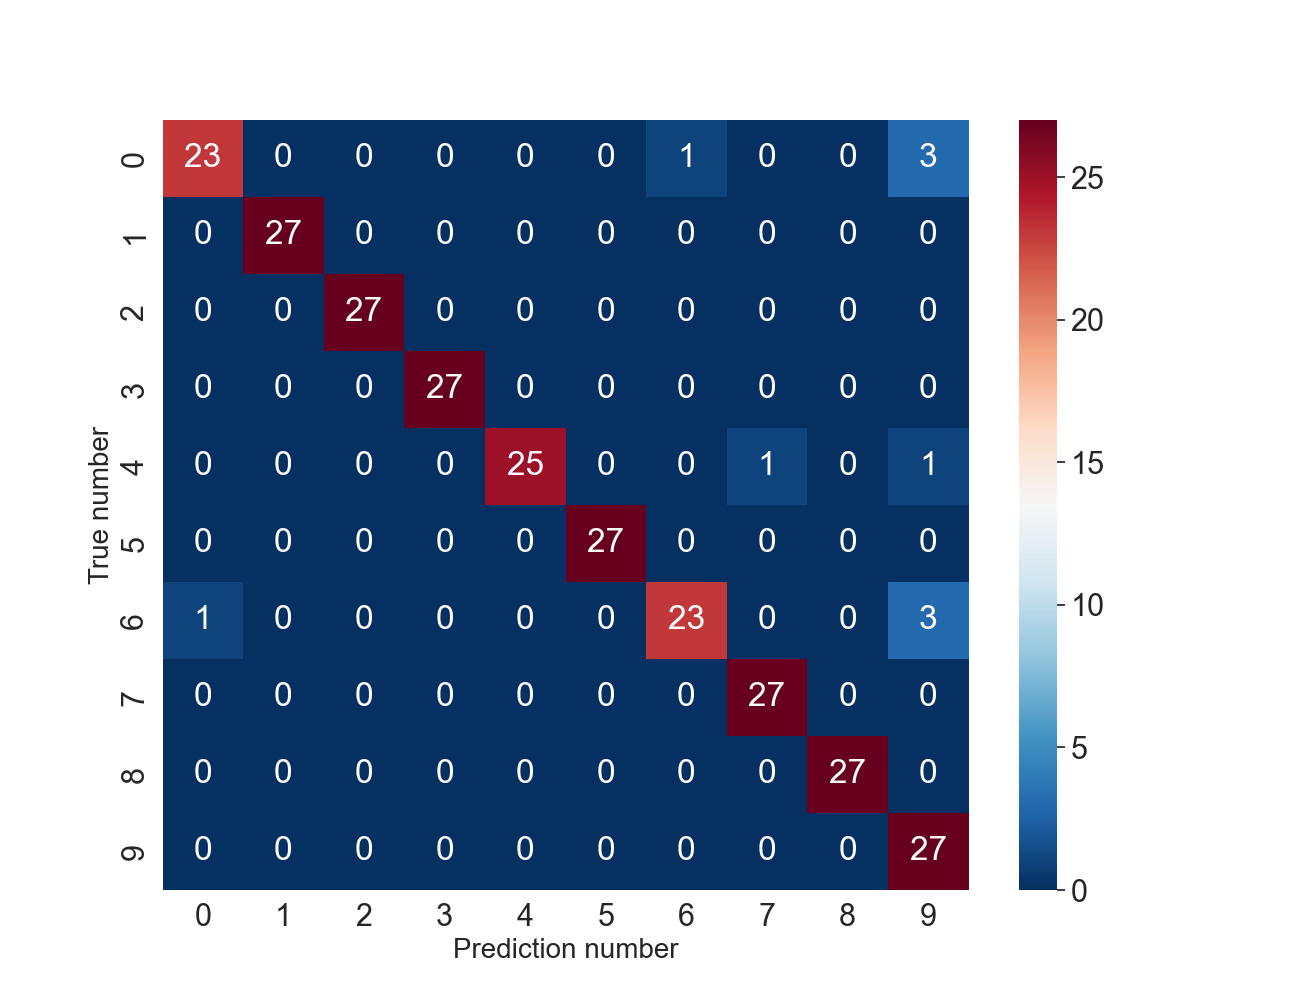 0 23 0 0 0 0 0 1 0 0 3
1 0 27 0 0 0 0 0 0 0 0
2 0 0 27 0 0 0 0 0 0 0
3 0 0 0 27 0 0 0 0 0 0
4 0 0 0 0 25 0 0 1 0 1
5 0 0 0 0 0 27 0 0 0 0
6 1 0 0 0 0 0 23 0 0 3
7 0 0 0 0 0 0 0 27 0 0
8 0 0 0 0 0 0 0 0 27 0
9 0 0 0 0 0 0 0 0 0 27
0 1 2 3 4 5 6 7 8 9
Prediction number
True number
25
20
15
10
5
0